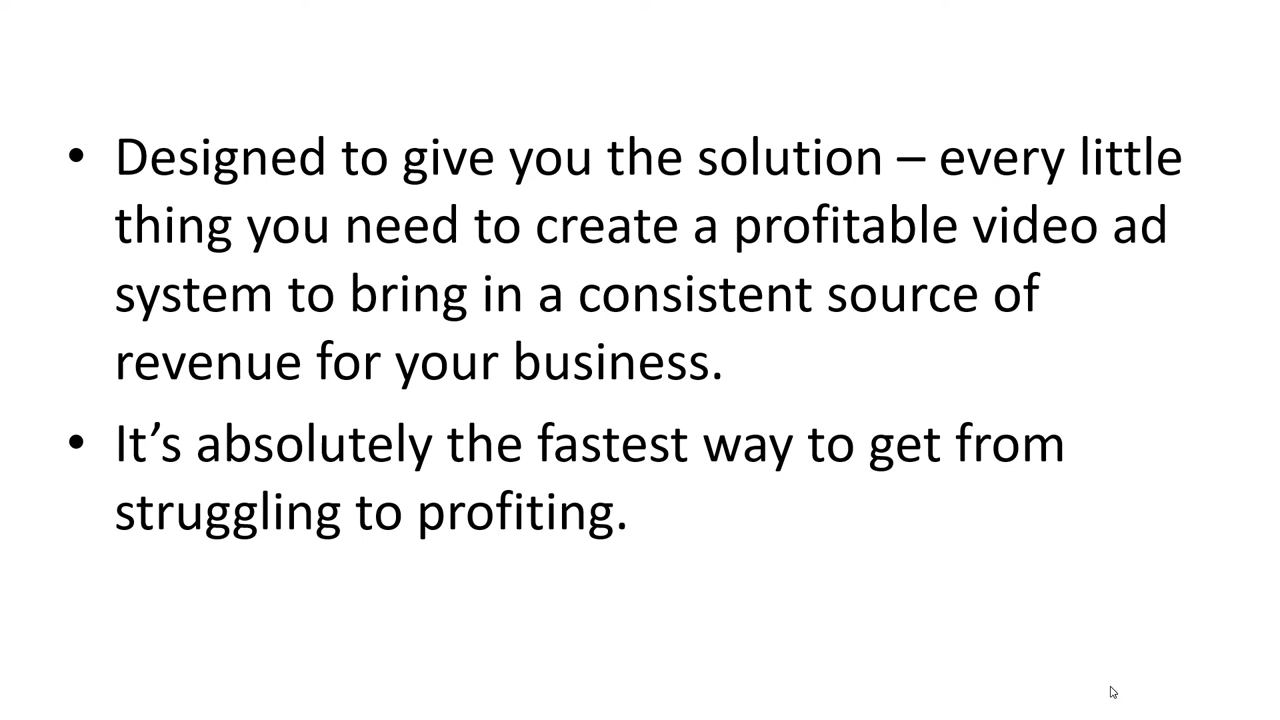 • Designed to give you the solution – every little
thing you need to create a profitable video ad
system to bring in a consistent source of
revenue for your business.
• It’s absolutely the fastest way to get from
struggling to profiting.